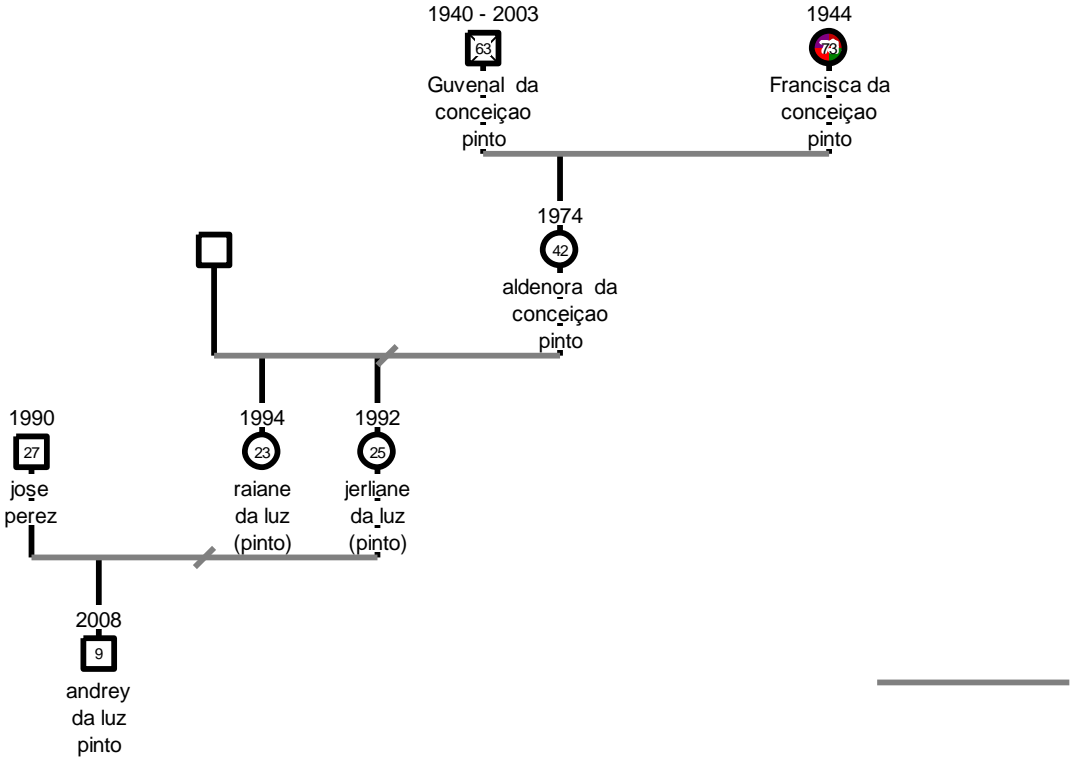 1940 - 2003
63
Guvenal da
conceiçao
pinto
1944
73
Francisca da
conceiçao
pinto
1974
42
aldenora da
conceiçao
pinto
1990
27
jose
perez
1994
23
raiane
da luz
(pinto)
1992
25
jerliane
da luz
(pinto)
2008
9
andrey
da luz
pinto